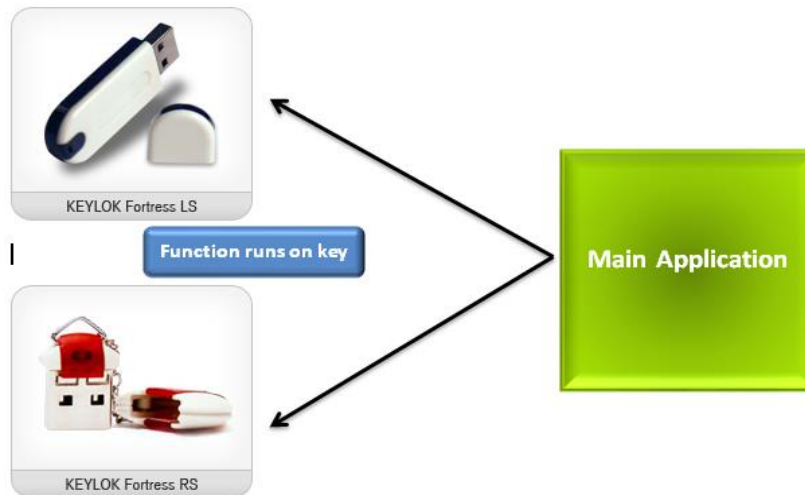 KEYLOK Fortress LS
Function runs on key
Main Application
KEYLOK Fortress RS